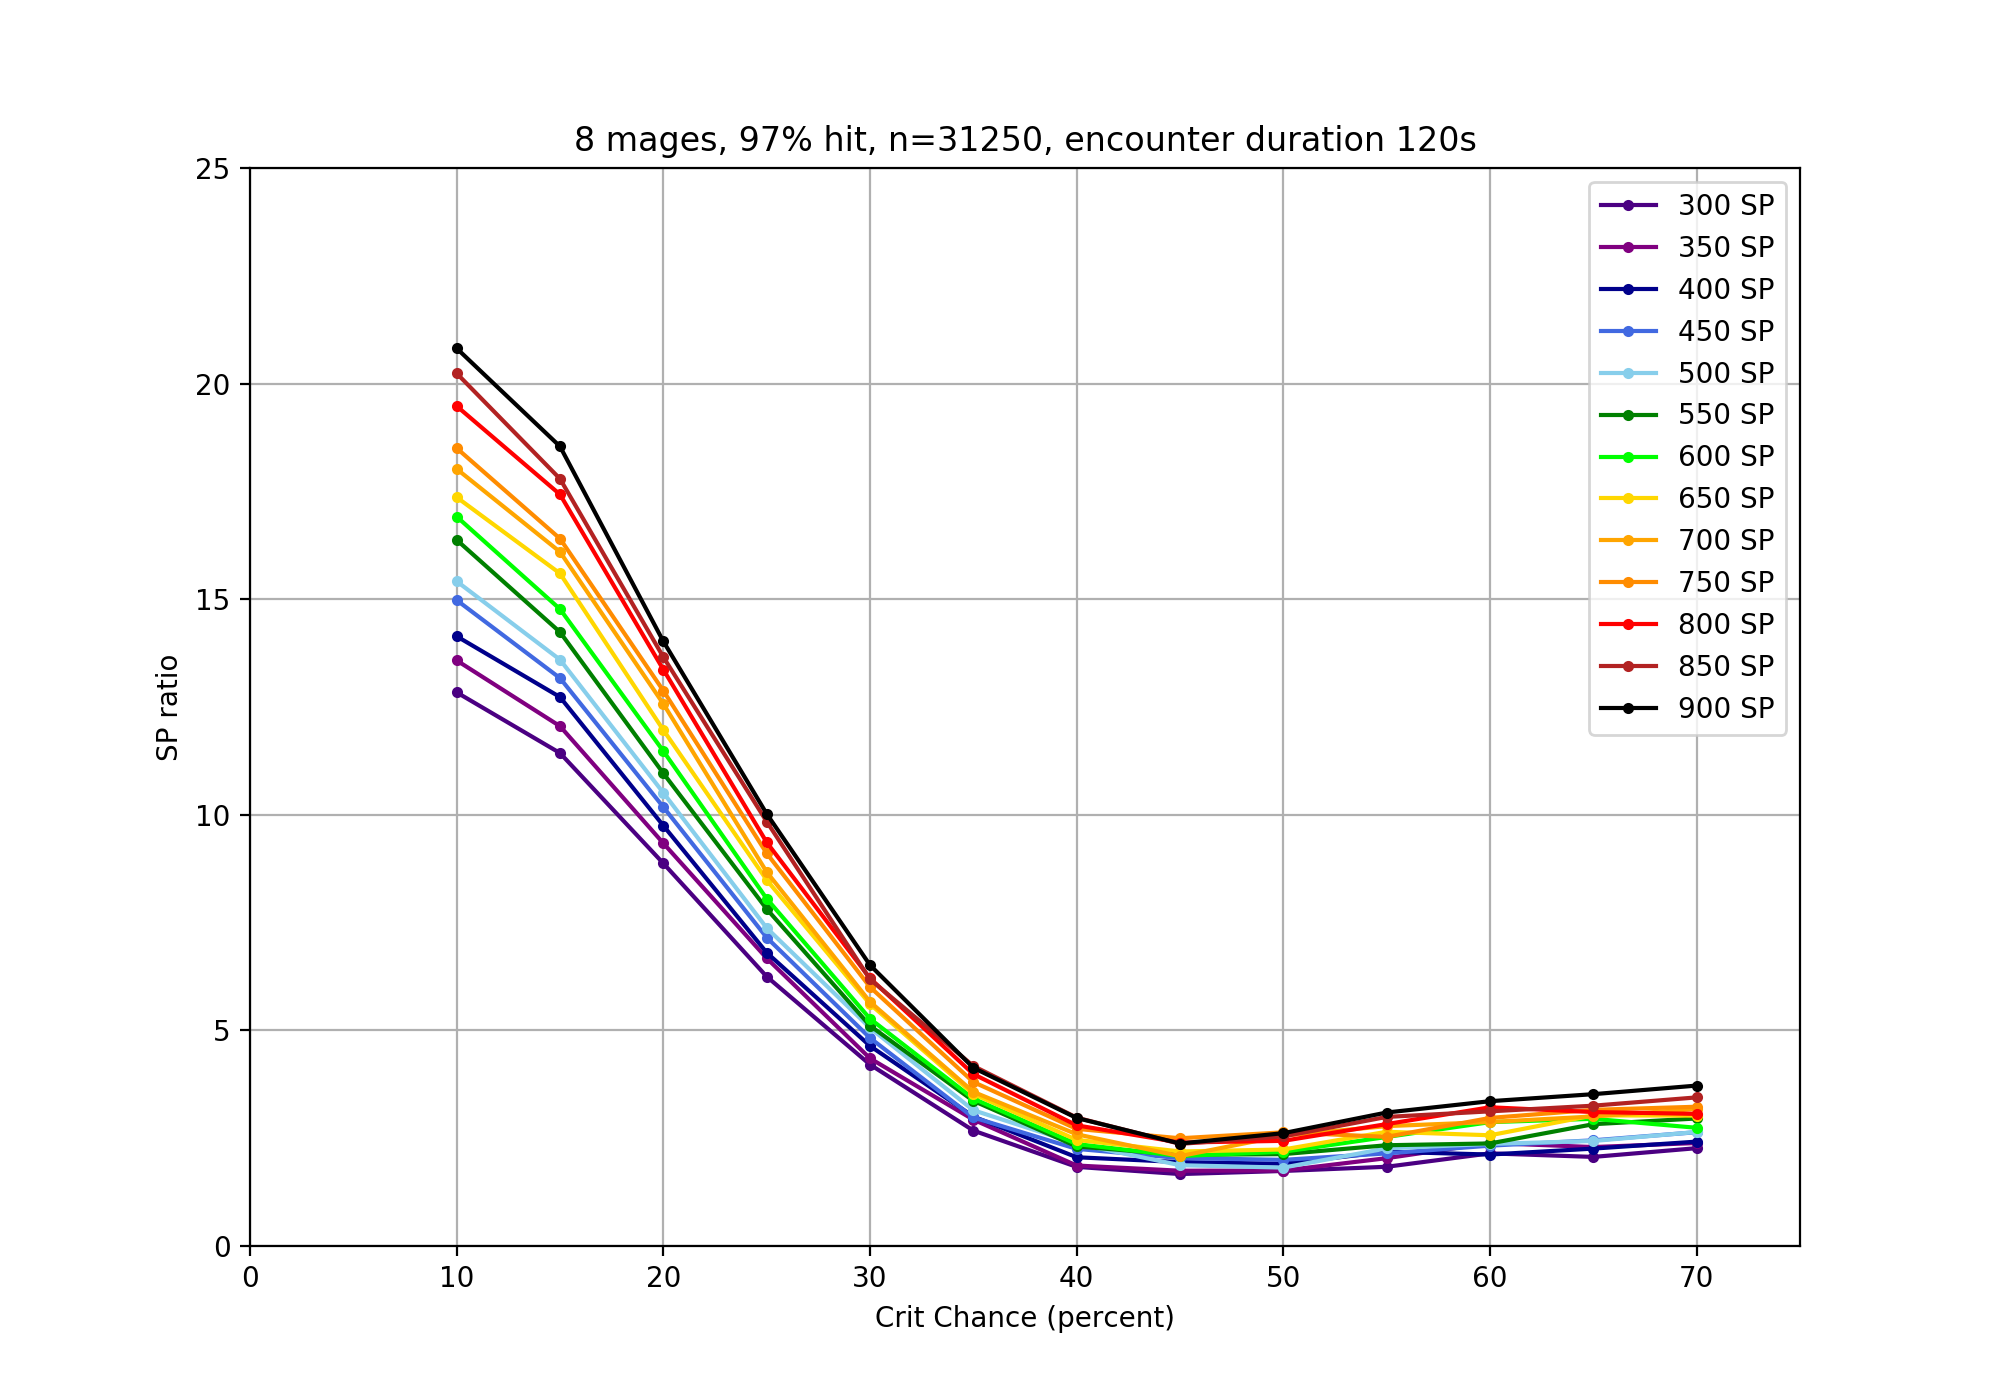 8 mages, 97% hit, n=31250, encounter duration 120s
25
20
15
10
5
0
SP ratio
300 SP
350 SP
400 SP
450 SP
500 SP
550 SP
600 SP
650 SP
700 SP
750 SP
800 SP
850 SP
900 SP
0 10 20 30 40 50 60 70
Crit Chance (percent)